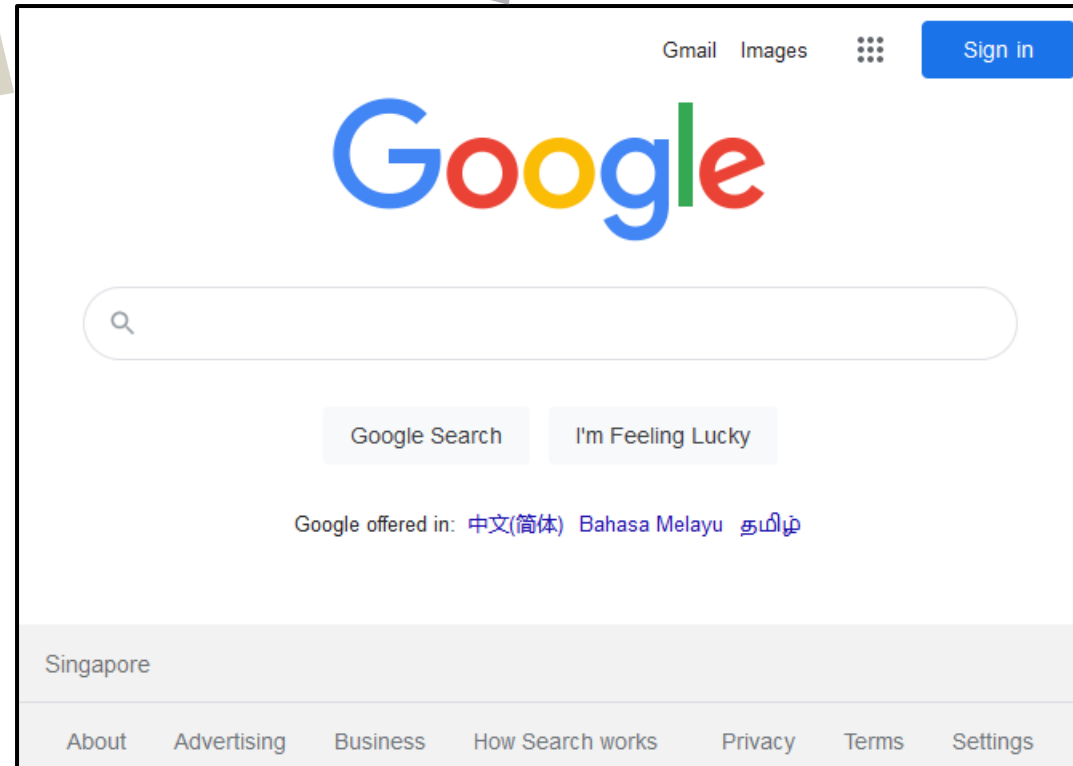 Gmail Images Sign in
Google
Google Search I'm Feeling Lucky
Google offered in: 中文(简体) Bahasa Melayu தமிழ்
Singapore
About Advertising Business How Search works Privacy Terms Settings